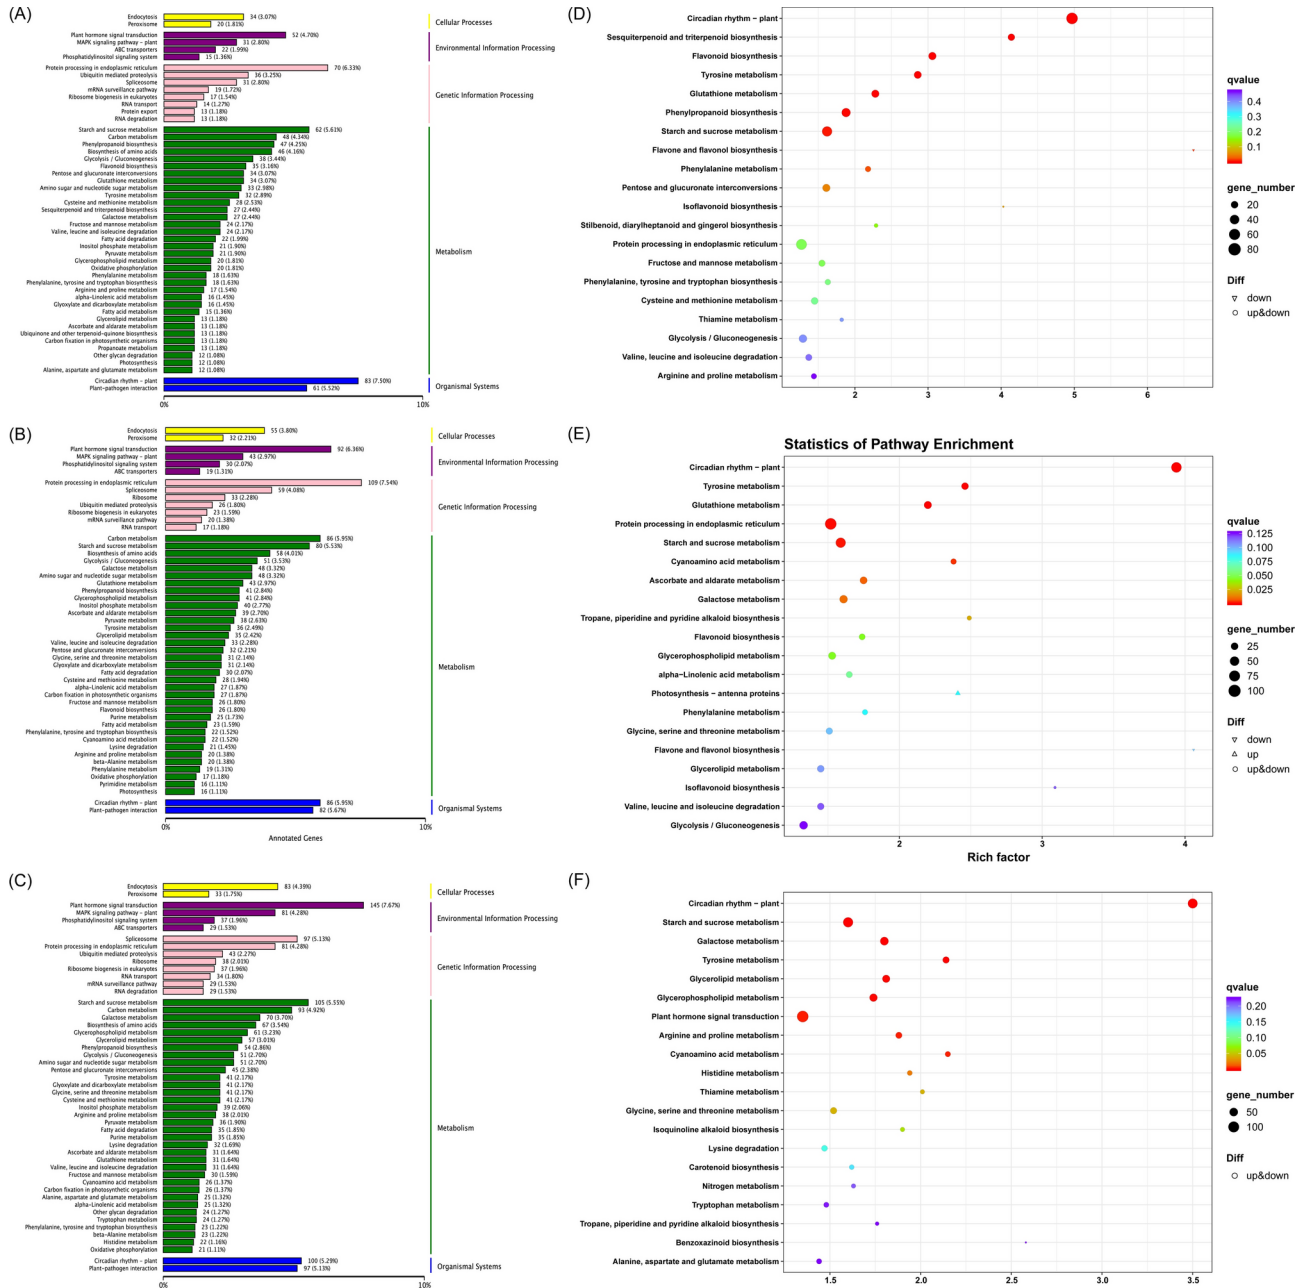 (A)
Endocytosis 34 (3.07%)
Peroxisome 20 (1.81%)
Cellular Processes
Plant hormone signal transduction 52 (4.70%)
MAPK signaling pathway - plant 31 (2.80%)
ABC transporters 22 (1.99%)
Phosphatidylinositol signaling system 15 (1.36%)
Environmental Information Processing
Protein processing in endoplasmic reticulum 70 (6.33%)
Ubiquitin mediated proteolysis 36 (3.25%)
Spliceosome 31 (2.80%)
mRNA surveillance pathway 19 (1.72%)
Ribosome biogenesis in eukaryotes 17 (1.54%)
RNA transport 14 (1.27%)
Protein export 13 (1.18%)
RNA degradation 13 (1.18%)
Genetic Information Processing
Starch and sucrose metabolism 62 (5.61%)
Carbon metabolism 48 (4.34%)
Phenylpropanoid biosynthesis 47 (4.25%)
Biosynthesis of amino acids 46 (4.16%)
Glycolysis / Gluconeogenesis 38 (3.44%)
Flavonoid biosynthesis 35 (3.16%)
Pentose and glucuronate interconversions 34 (3.07%)
Glutathione metabolism 34 (3.07%)
Amino sugar and nucleotide sugar metabolism 33 (2.98%)
Tyrosine metabolism 32 (2.89%)
Cysteine and methionine metabolism 28 (2.53%)
Sesquiterpenoid and triterpenoid biosynthesis 27 (2.44%)
Galactose metabolism 27 (2.44%)
Fructose and mannose metabolism 24 (2.17%)
Valine, leucine and isoleucine degradation 24 (2.17%)
Fatty acid degradation 22 (1.99%)
Inositol phosphate metabolism 21 (1.90%)
Pyruvate metabolism 21 (1.90%)
Glycerophospholipid metabolism 20 (1.81%)
Oxidative phosphorylation 20 (1.81%)
Phenylalanine metabolism 18 (1.63%)
Phenylalanine, tyrosine and tryptophan biosynthesis 18 (1.63%)
Arginine and proline metabolism 17 (1.54%)
alpha-Linolenic acid metabolism 16 (1.45%)
Glyoxylate and dicarboxylate metabolism 16 (1.45%)
Fatty acid metabolism 15 (1.36%)
Glycerolipid metabolism 13 (1.18%)
Ascorbate and aldarate metabolism 13 (1.18%)
Ubiquinone and other terpenoid-quinone biosynthesis 13 (1.18%)
Carbon fixation in photosynthetic organisms 13 (1.18%)
Propanoate metabolism 13 (1.18%)
Other glycan degradation 12 (1.08%)
Photosynthesis 12 (1.08%)
Alanine, aspartate and glutamate metabolism 12 (1.08%)
Metabolism
Circadian rhythm - plant 83 (7.50%)
Plant-pathogen interaction 61 (5.52%)
Organismal Systems
0% 10%
(B)
Endocytosis 55 (3.80%)
Peroxisome 32 (2.21%)
Cellular Processes
Plant hormone signal transduction 92 (6.36%)
MAPK signaling pathway - plant 43 (2.97%)
Phosphatidylinositol signaling system 30 (2.07%)
ABC transporters 19 (1.31%)
Environmental Information Processing
Protein processing in endoplasmic reticulum 109 (7.54%)
Spliceosome 59 (4.08%)
Ribosome 33 (2.28%)
Ubiquitin mediated proteolysis 26 (1.80%)
Ribosome biogenesis in eukaryotes 23 (1.59%)
mRNA surveillance pathway 20 (1.38%)
RNA transport 17 (1.18%)
Genetic Information Processing
Carbon metabolism 86 (5.95%)
Starch and sucrose metabolism 80 (5.53%)
Biosynthesis of amino acids 58 (4.01%)
Glycolysis / Gluconeogenesis 51 (3.53%)
Galactose metabolism 48 (3.32%)
Amino sugar and nucleotide sugar metabolism 48 (3.32%)
Glutathione metabolism 43 (2.97%)
Phenylpropanoid biosynthesis 41 (2.84%)
Glycerophospholipid metabolism 41 (2.84%)
Inositol phosphate metabolism 40 (2.77%)
Ascorbate and aldarate metabolism 39 (2.70%)
Pyruvate metabolism 38 (2.63%)
Tyrosine metabolism 36 (2.49%)
Glycerolipid metabolism 35 (2.42%)
Valine, leucine and isoleucine degradation 33 (2.28%)
Pentose and glucuronate interconversions 32 (2.21%)
Glycine, serine and threonine metabolism 31 (2.14%)
Glyoxylate and dicarboxylate metabolism 31 (2.14%)
Fatty acid degradation 30 (2.07%)
Cysteine and methionine metabolism 28 (1.94%)
alpha-Linolenic acid metabolism 27 (1.87%)
Carbon fixation in photosynthetic organisms 27 (1.87%)
Fructose and mannose metabolism 26 (1.80%)
Flavonoid biosynthesis 26 (1.80%)
Purine metabolism 25 (1.73%)
Fatty acid metabolism 23 (1.59%)
Phenylalanine, tyrosine and tryptophan biosynthesis 22 (1.52%)
Cyanoamino acid metabolism 22 (1.52%)
Lysine degradation 21 (1.45%)
Arginine and proline metabolism 20 (1.38%)
beta-Alanine metabolism 20 (1.38%)
Phenylalanine metabolism 19 (1.31%)
Oxidative phosphorylation 17 (1.18%)
Pyrimidine metabolism 16 (1.11%)
Photosynthesis 16 (1.11%)
Metabolism
Circadian rhythm - plant 86 (5.95%)
Plant-pathogen interaction 82 (5.67%)
Organismal Systems
0% 10%
Annotated Genes
(C)
Endocytosis 83 (4.39%)
Peroxisome 33 (1.75%)
Cellular Processes
Plant hormone signal transduction 145 (7.67%)
MAPK signaling pathway - plant 81 (4.28%)
Phosphatidylinositol signaling system 37 (1.96%)
ABC transporters 29 (1.53%)
Environmental Information Processing
Spliceosome 97 (5.13%)
Protein processing in endoplasmic reticulum 81 (4.28%)
Ubiquitin mediated proteolysis 43 (2.27%)
Ribosome 38 (2.01%)
Ribosome biogenesis in eukaryotes 37 (1.96%)
RNA transport 34 (1.80%)
mRNA surveillance pathway 29 (1.53%)
RNA degradation 29 (1.53%)
Genetic Information Processing
Starch and sucrose metabolism 105 (5.55%)
Carbon metabolism 93 (4.92%)
Galactose metabolism 70 (3.70%)
Biosynthesis of amino acids 67 (3.54%)
Glycerophospholipid metabolism 61 (3.23%)
Glycerolipid metabolism 57 (3.01%)
Phenylpropanoid biosynthesis 54 (2.86%)
Glycolysis / Gluconeogenesis 51 (2.70%)
Amino sugar and nucleotide sugar metabolism 51 (2.70%)
Pentose and glucuronate interconversions 45 (2.38%)
Tyrosine metabolism 41 (2.17%)
Glyoxylate and dicarboxylate metabolism 41 (2.17%)
Glycine, serine and threonine metabolism 41 (2.17%)
Cysteine and methionine metabolism 41 (2.17%)
Inositol phosphate metabolism 39 (2.06%)
Arginine and proline metabolism 38 (2.01%)
Pyruvate metabolism 36 (1.90%)
Fatty acid degradation 35 (1.85%)
Purine metabolism 35 (1.85%)
Lysine degradation 32 (1.69%)
Ascorbate and aldarate metabolism 31 (1.64%)
Glutathione metabolism 31 (1.64%)
Valine, leucine and isoleucine degradation 31 (1.64%)
Fructose and mannose metabolism 30 (1.59%)
Cyanoamino acid metabolism 26 (1.37%)
Carbon fixation in photosynthetic organisms 26 (1.37%)
Alanine, aspartate and glutamate metabolism 25 (1.32%)
alpha-Linolenic acid metabolism 25 (1.32%)
Other glycan degradation 24 (1.27%)
Tryptophan metabolism 24 (1.27%)
Phenylalanine, tyrosine and tryptophan biosynthesis 23 (1.22%)
beta-Alanine metabolism 23 (1.22%)
Histidine metabolism 22 (1.16%)
Oxidative phosphorylation 21 (1.11%)
Metabolism
Circadian rhythm - plant 100 (5.29%)
Plant-pathogen interaction 97 (5.13%)
Organismal Systems
0% 10%
(D)
Circadian rhythm - plant
Sesquiterpenoid and triterpenoid biosynthesis
Flavonoid biosynthesis
Tyrosine metabolism
Glutathione metabolism
Phenylpropanoid biosynthesis
Starch and sucrose metabolism
Flavone and flavonol biosynthesis
Phenylalanine metabolism
Pentose and glucuronate interconversions
Isoflavonoid biosynthesis
Stilbenoid, diarylheptanoid and gingerol biosynthesis
Protein processing in endoplasmic reticulum
Fructose and mannose metabolism
Phenylalanine, tyrosine and tryptophan biosynthesis
Cysteine and methionine metabolism
Thiamine metabolism
Glycolysis / Gluconeogenesis
Valine, leucine and isoleucine degradation
Arginine and proline metabolism
2 3 4 5 6
qvalue
0.4
0.3
0.2
0.1
gene_number
20
40
60
80
Diff
down
up&down
(E)
Statistics of Pathway Enrichment
Circadian rhythm - plant
Tyrosine metabolism
Glutathione metabolism
Protein processing in endoplasmic reticulum
Starch and sucrose metabolism
Cyanoamino acid metabolism
Ascorbate and aldarate metabolism
Galactose metabolism
Tropane, piperidine and pyridine alkaloid biosynthesis
Flavonoid biosynthesis
Glycerophospholipid metabolism
alpha-Linolenic acid metabolism
Photosynthesis - antenna proteins
Phenylalanine metabolism
Glycine, serine and threonine metabolism
Flavone and flavonol biosynthesis
Glycerolipid metabolism
Isoflavonoid biosynthesis
Valine, leucine and isoleucine degradation
Glycolysis / Gluconeogenesis
2 3 4
Rich factor
qvalue
0.125
0.100
0.075
0.050
0.025
gene_number
25
50
75
100
Diff
down
up
up&down
(F)
Circadian rhythm - plant
Starch and sucrose metabolism
Galactose metabolism
Tyrosine metabolism
Glycerolipid metabolism
Glycerophospholipid metabolism
Plant hormone signal transduction
Arginine and proline metabolism
Cyanoamino acid metabolism
Histidine metabolism
Thiamine metabolism
Glycine, serine and threonine metabolism
Isoquinoline alkaloid biosynthesis
Lysine degradation
Carotenoid biosynthesis
Nitrogen metabolism
Tryptophan metabolism
Tropane, piperidine and pyridine alkaloid biosynthesis
Benzoxazinoid biosynthesis
Alanine, aspartate and glutamate metabolism
1.5 2.0 2.5 3.0 3.5
qvalue
0.20
0.15
0.10
0.05
gene_number
50
100
Diff
up&down